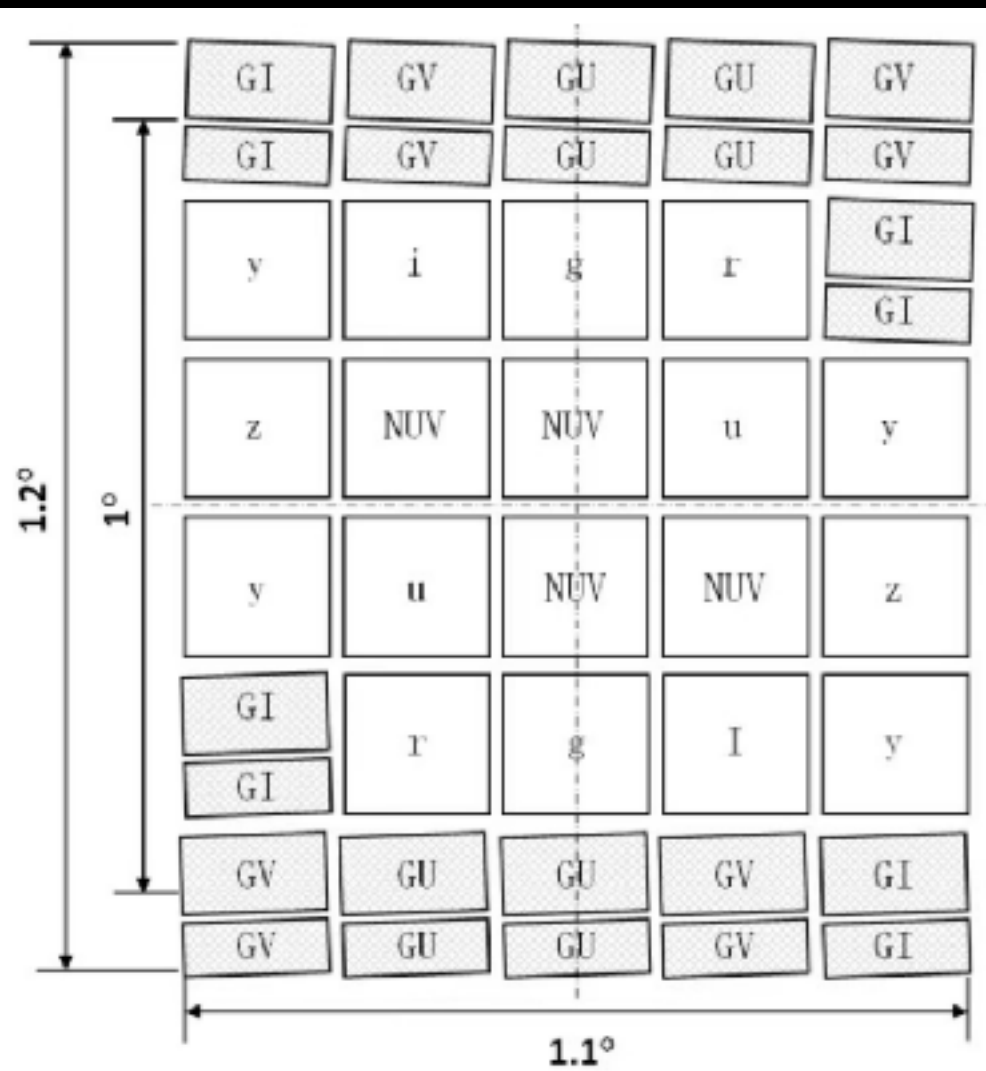 GI GV GU GU GV
GI GV GU GU GV
y i g r GI
GI
z NUV NUV u y
1.2° 1°
y u NUV NUV z
GI r g I y
GI
GV GU GU GV GI
GV GU GU GV GI
1.1°